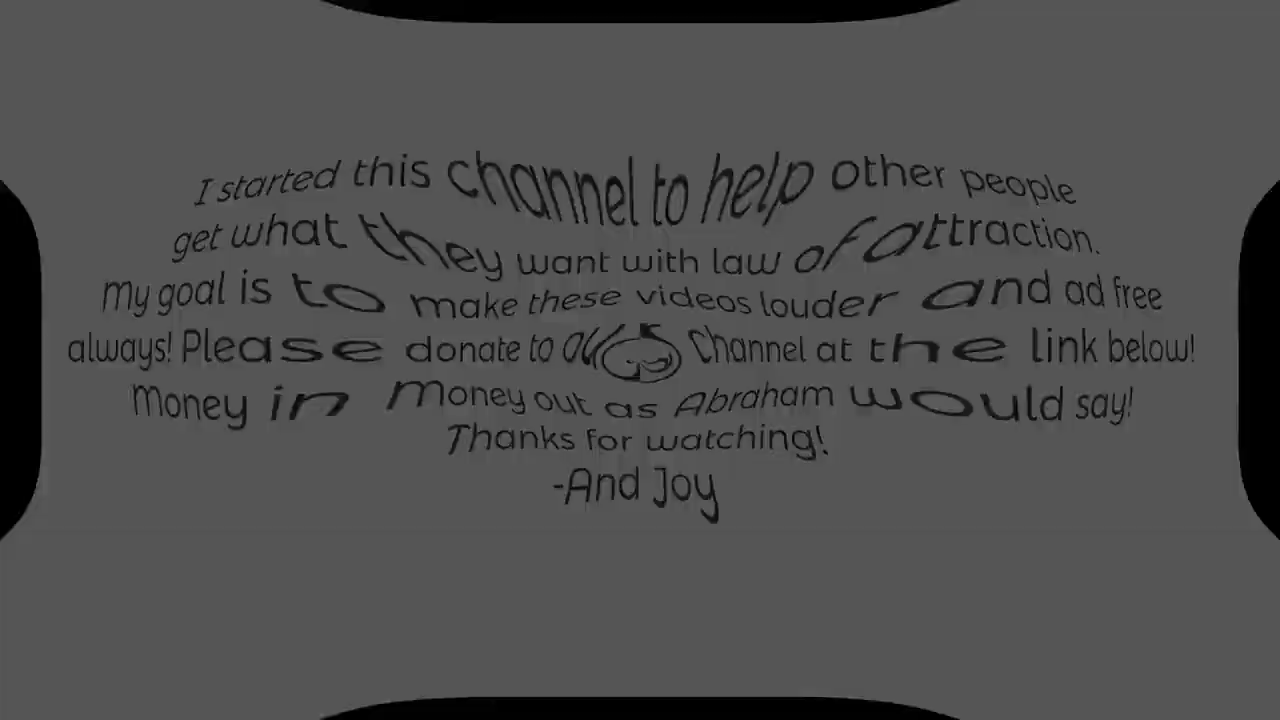 I started this channel to help other people
get what they want with law of attraction.
My goal is to make these videos louder and ad free
always! Please donate to Channel at the link below!
Money in Money out as Abraham would say!
Thanks for watching!
-And Joy